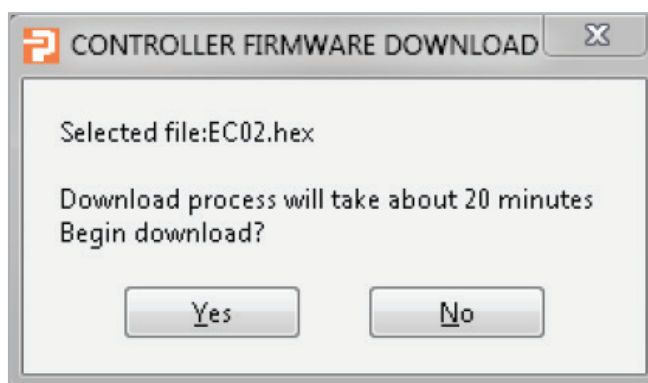 CONTROLLER FIRMWARE DOWNLOAD
Selected file:EC02.hex
Download process will take about 20 minutes
Begin download?
Yes
No